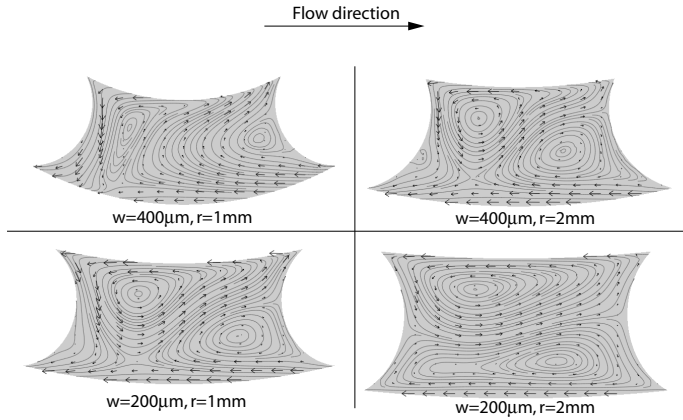 Flow direction
w=400μm, r=1mm
w=400μm, r=2mm
w=200μm, r=1mm
w=200μm, r=2mm